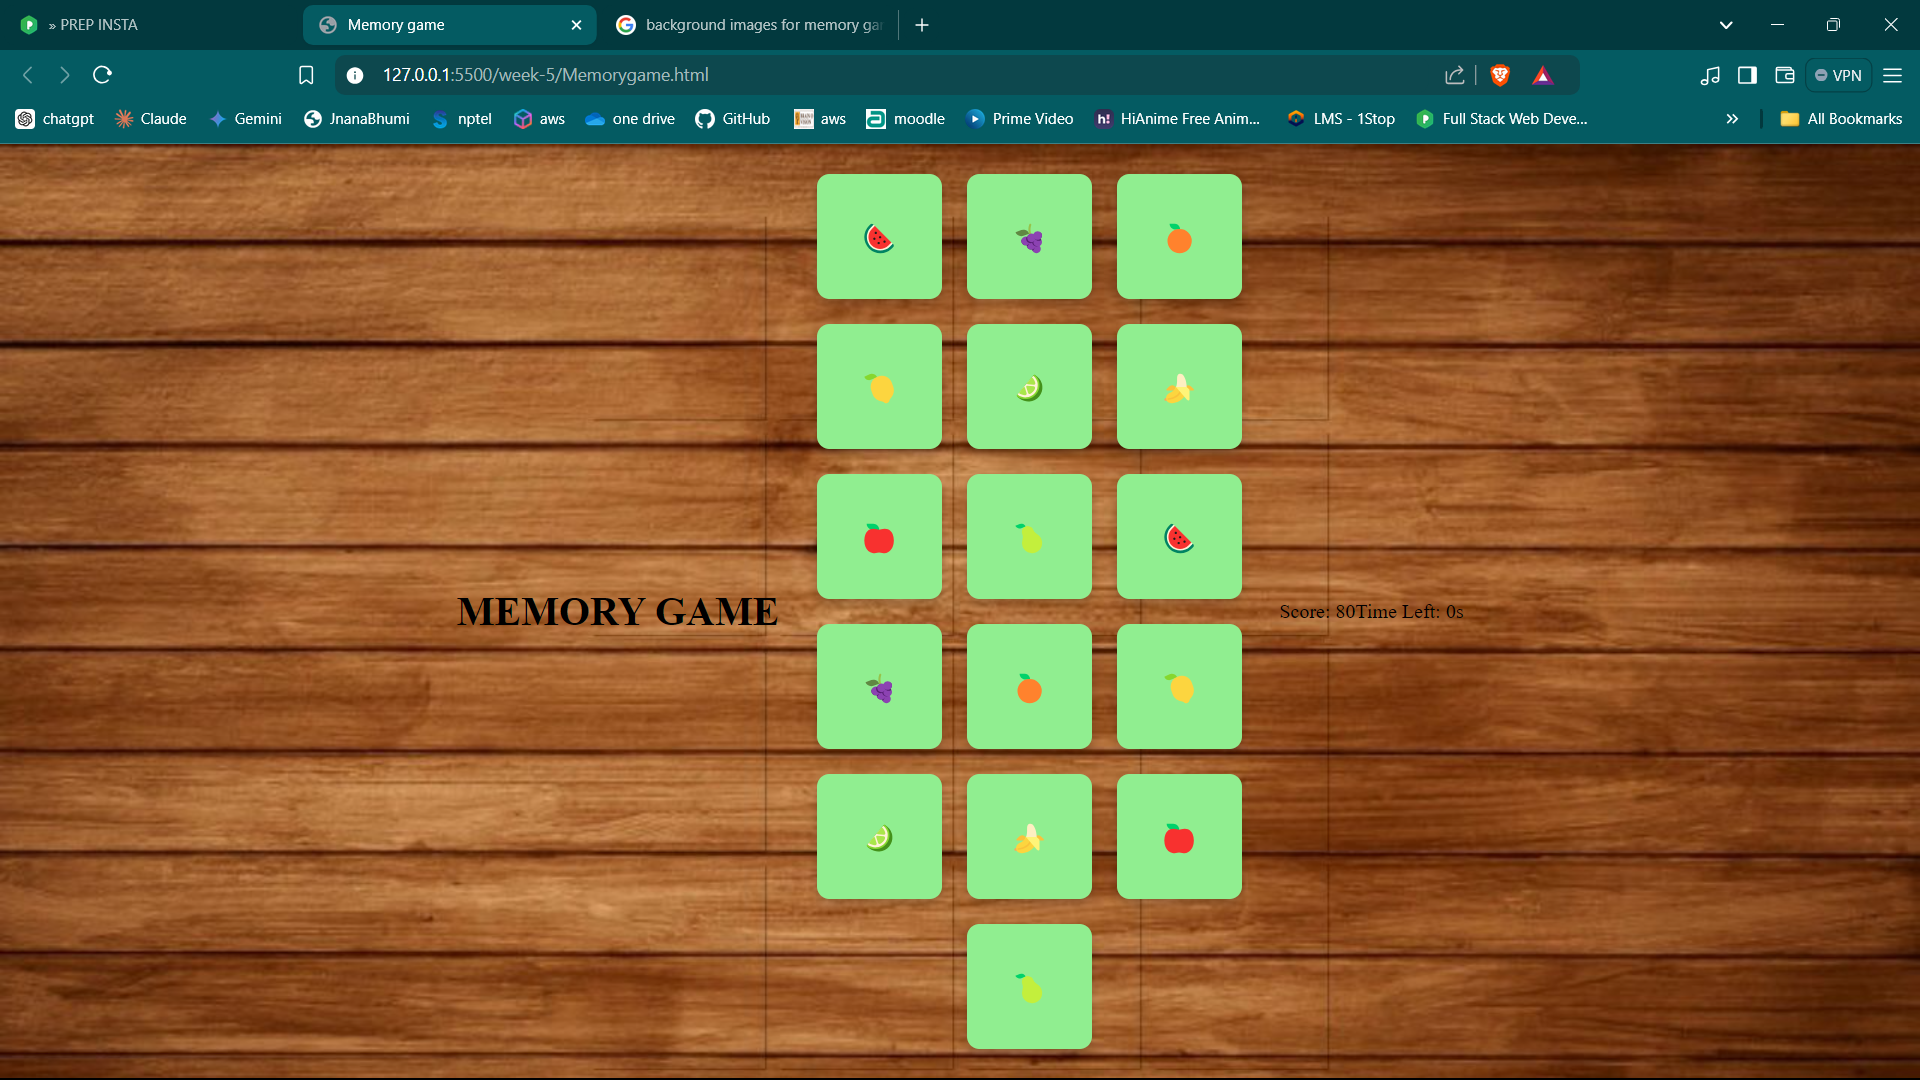 » PREP INSTA
Memory game
background images for memory ga
127.0.0.1:5500/week-5/Memorygame.html
VPN
chatgpt
Claude
Gemini
JnanaBhumi
nptel
aws
one drive
GitHub
aws
moodle
Prime Video
h! HiAnime Free Anim...
LMS - 1Stop
Full Stack Web Deve...
All Bookmarks
MEMORY GAME
Score: 80Time Left: 0s